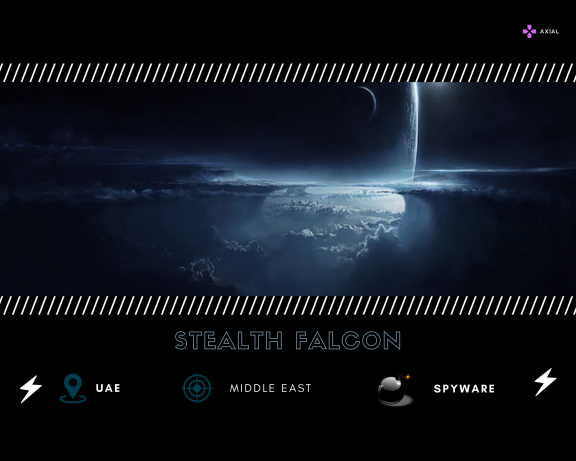 AXIAL
STEALTH FALCON
UAE
MIDDLE EAST
SPYWARE